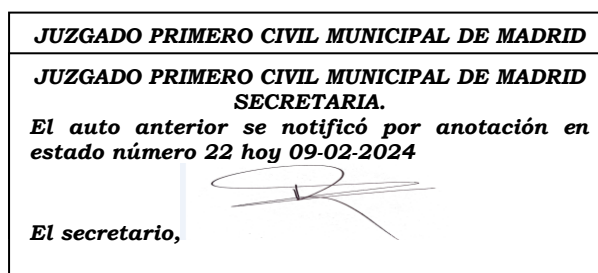 JUZGADO PRIMERO CIVIL MUNICIPAL DE MADRID
JUZGADO PRIMERO CIVIL MUNICIPAL DE MADRID
SECRETARIA.
El auto anterior se notificó por anotación en
estado número 22 hoy 09-02-2024
El secretario,